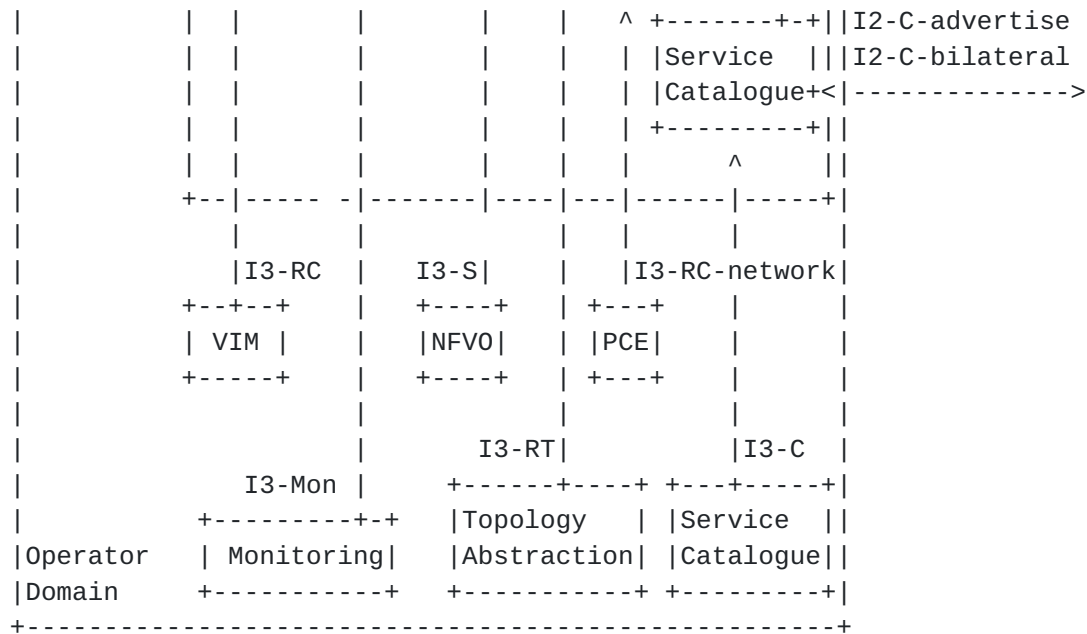 |          |  |       |       |    |   ^ +-------+-+||I2-C-advertise
|          |  |       |       |    |   | |Service  |||I2-C-bilateral
|          |  |       |       |    |   | |Catalogue+<|-------------->
|          |  |       |       |    |   | +---------+||
|          |  |       |       |    |   |      ^     ||
|          +--|----- -|-------|----|---|------|-----+|
|             |       |            |   |      |      |
|             |I3-RC  |   I3-S|    |   |I3-RC-network|
|          +--+--+    |   +----+   | +---+    |      |
|          | VIM |    |   |NFVO|   | |PCE|    |      |
|          +-----+    |   +----+   | +---+    |      |
|                     |            |          |      |
|                     |       I3-RT|          |I3-C  |
|              I3-Mon |     +------+----+ +---+-----+|
|           +---------+-+   |Topology   | |Service  ||
|Operator   | Monitoring|   |Abstraction| |Catalogue||
|Domain     +-----------+   +-----------+ +---------+|
+----------------------------------------------------+